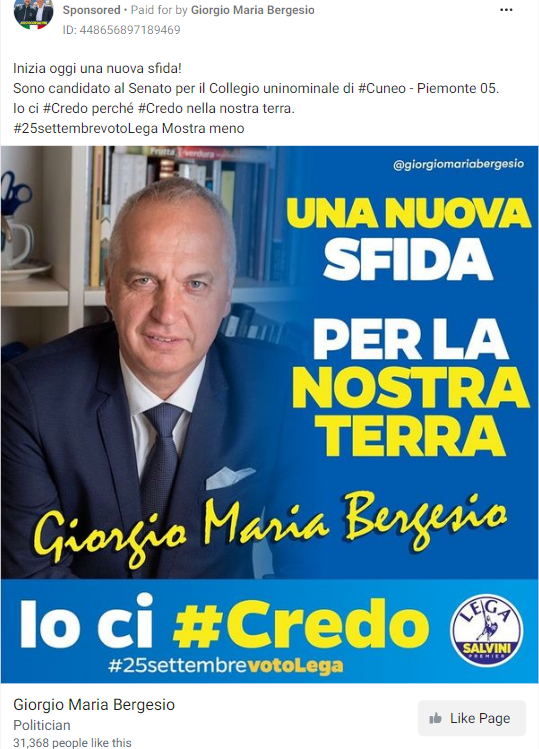 Sponsored • Paid for by Giorgio Maria Bergesio
ID: 448656897189469
Inizia oggi una nuova sfida!
Sono candidato al Senato per il Collegio uninominale di #Cuneo - Piemonte 05.
Io ci #Credo perché #Credo nella nostra terra.
#25settembrevotoLega Mostra meno
Frutta e verdura
@giorgiomariabergesio
UNA NUOVA
SFIDA
PER LA
NOSTRA
TERRA
Giorgio Maria Bergesio
Io ci #Credo
#25settembrevotoLega
LEGA
SALVINI
PREMIER
Giorgio Maria Bergesio
Politician
31,368 people like this
Like Page